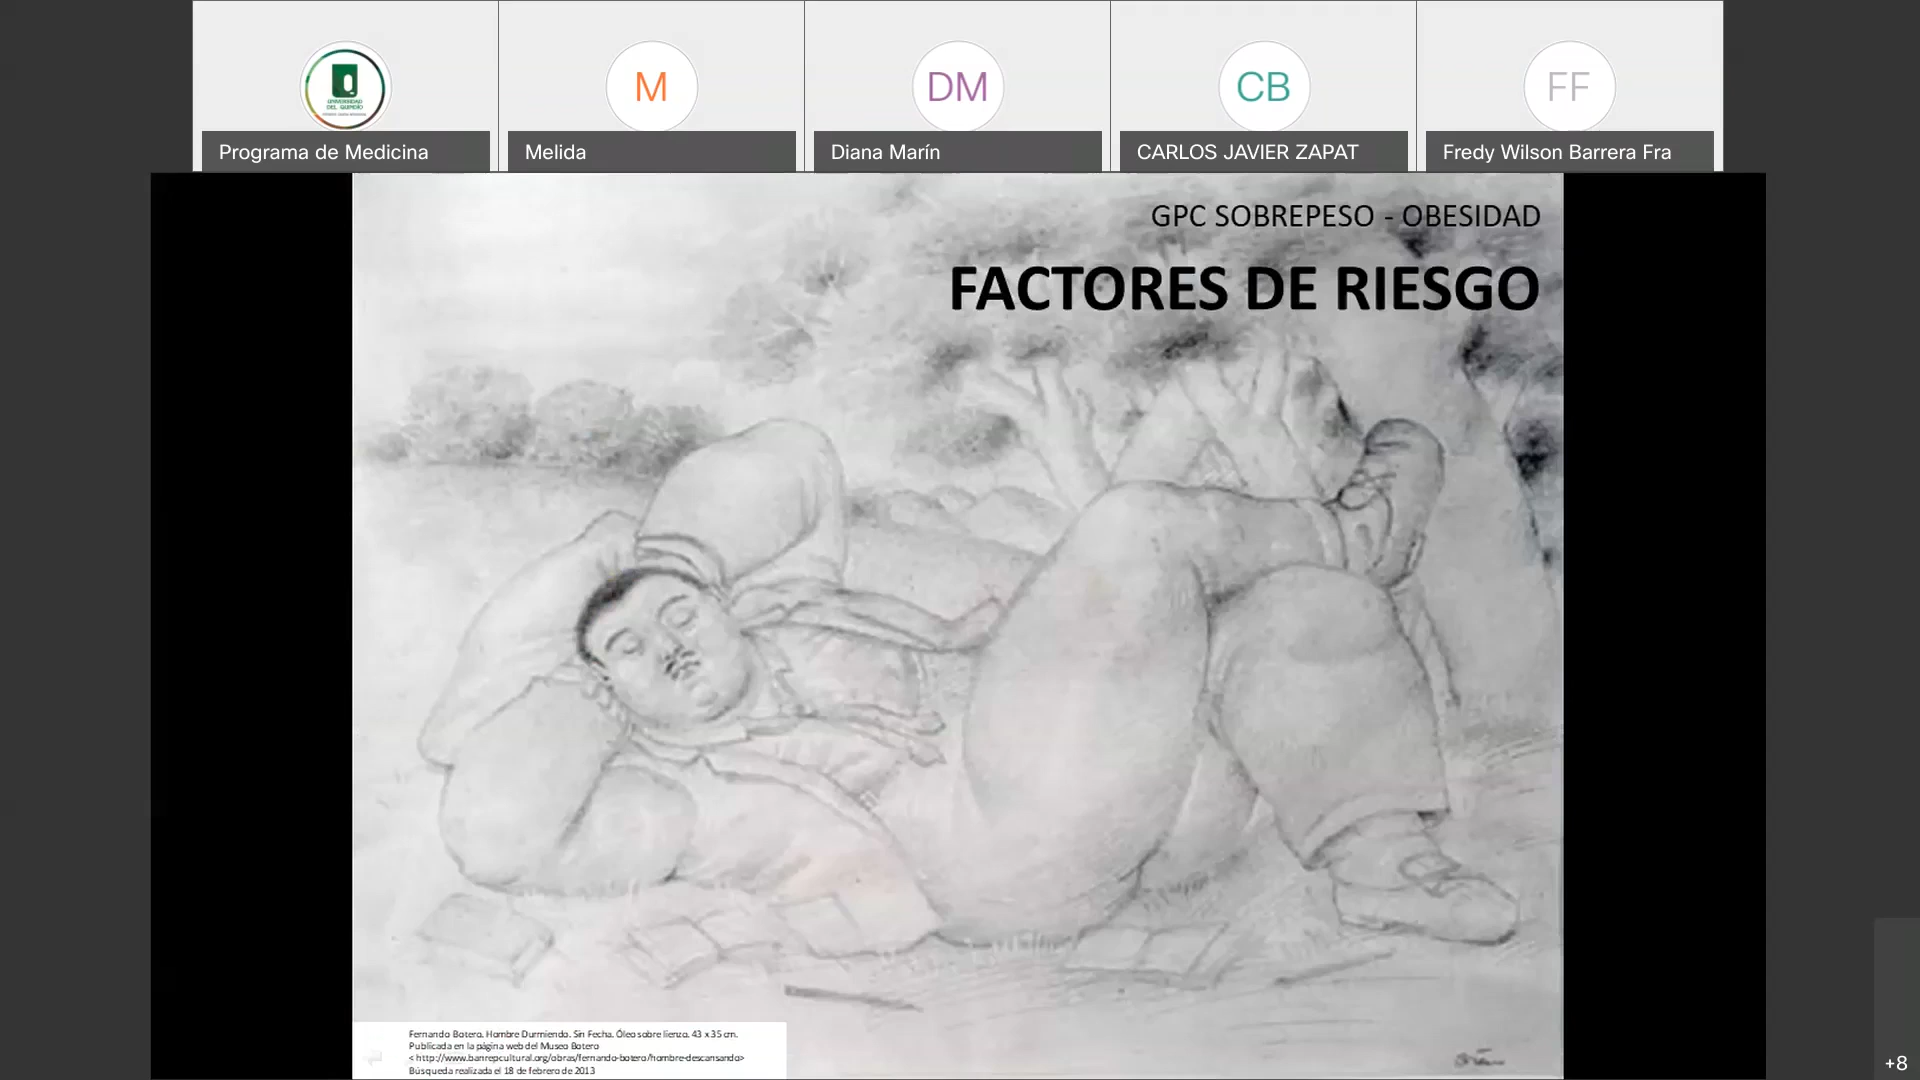 UNIVERSIDAD
DEL QUINDÍO
M
DM
CB
FF
Programa de Medicina
Melida
Diana Marín
CARLOS JAVIER ZAPAT
Fredy Wilson Barrera Fra
GPC SOBREPESO - OBESIDAD
FACTORES DE RIESGO
Fernando Botero. Hombre Durmiendo. Sin Fecha. Óleo sobre lienzo. 43 x 35 cm.
Publicada en la página web del Museo Botero
< http://www.banrepcultural.org/obras/fernando-botero/hombre-descansando>
Búsqueda realizada el 18 de febrero de 2013
+8